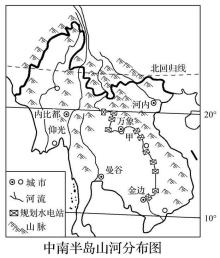 北回归线
河内
20°
内比都
万象
甲
仰光
曼谷
城市
河流
规划水电站
山脉
金边
10°
中南半岛山河分布图